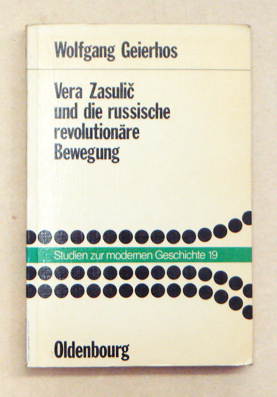 Wolfgang Geierhos
Vera Zasulič
und die russische
revolutionäre
Bewegung
Studien zur modernen Geschichte 19
Oldenbourg